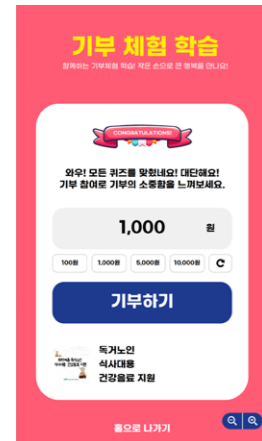 기부 체험 학습
함께하는 기부체험 학습! 작은 손으로 큰 행복을 만나요!
CONGRATULATIONS!
와우! 모든 퀴즈를 맞혔네요! 대단해요!
기부 참여로 기부의 소중함을 느껴보세요.
1,000 원
100원 1,000원 5,000원 10,000원
기부하기
독거노인
식사대용
건강음료 지원
홈으로 나가기